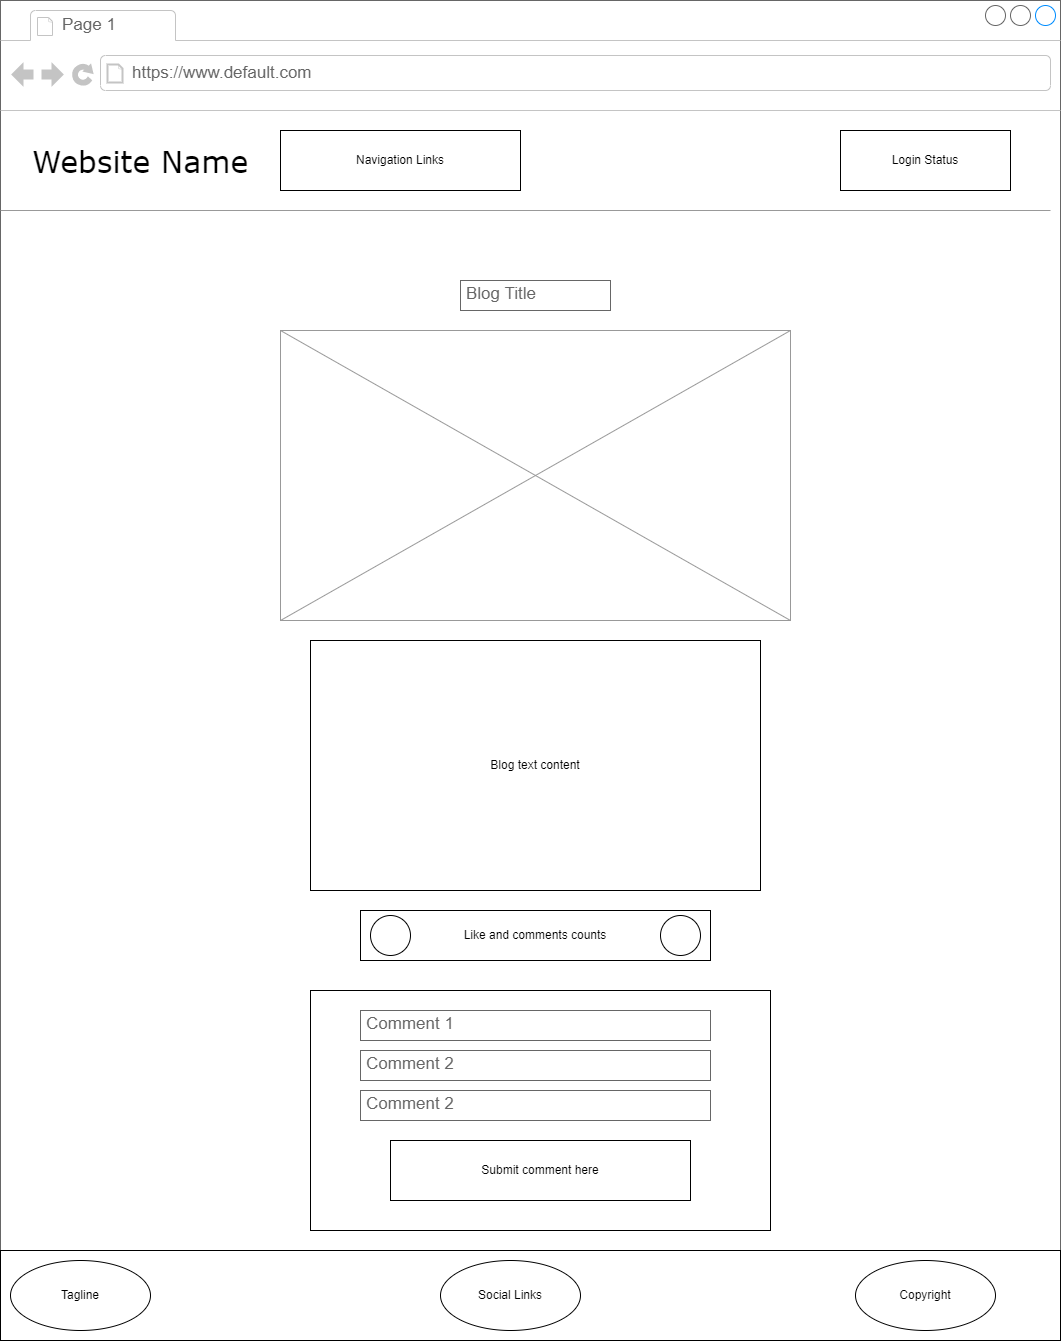 Page 1
https://www.default.com
Website Name
Navigation Links
Login Status
Blog Title
Blog text content
Like and comments counts
Comment 1
Comment 2
Comment 2
Submit comment here
Tagline
Social Links
Copyright